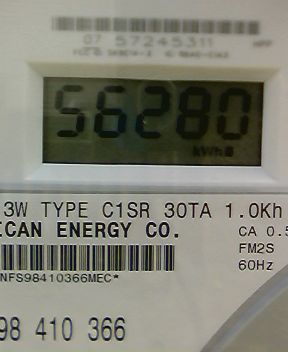 07 57245311
56280
kWh
3W TYPE C1SR 30TA 1.0Kh
ICAN ENERGY CO.
CA 0.5
FM2S
60Hz
NFS98410366MEC*
98 410 366